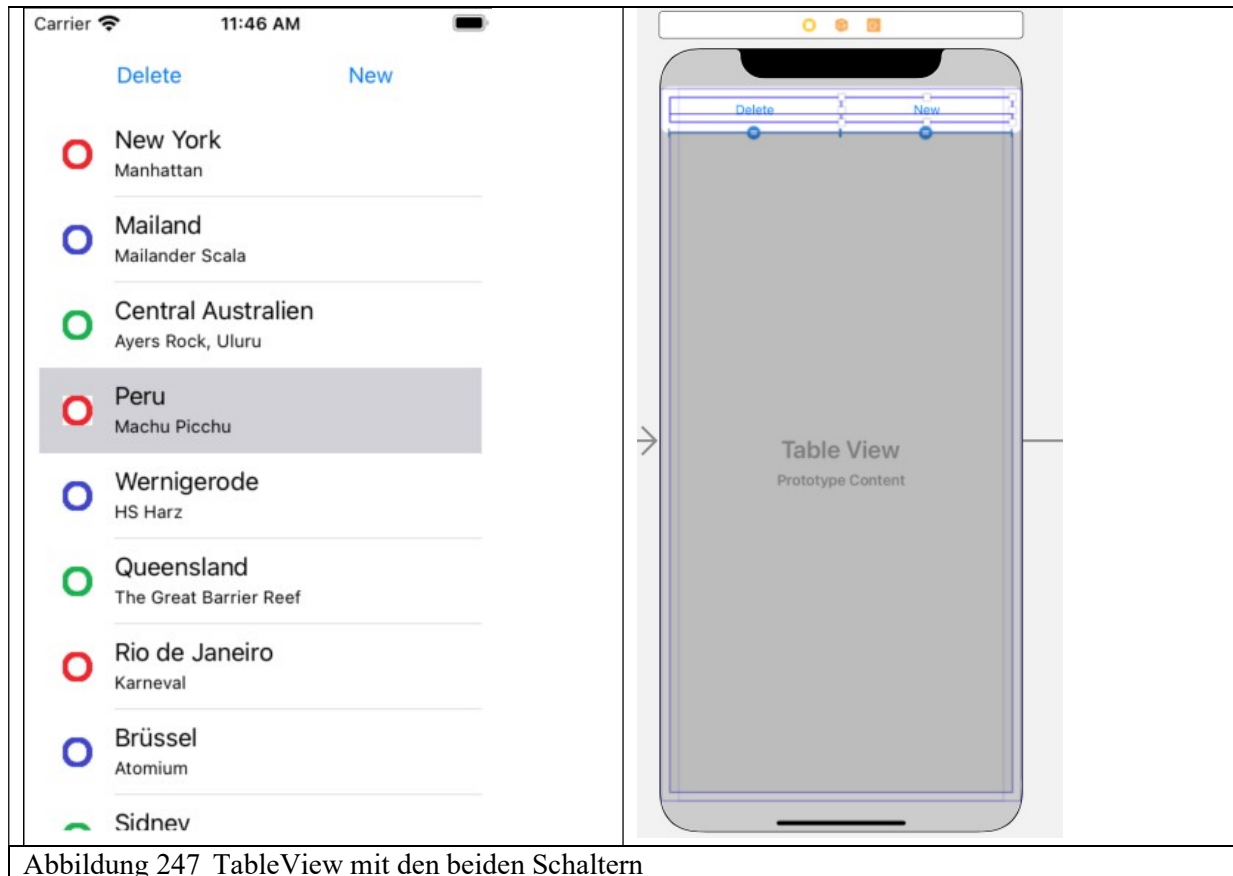 Carrier 11:46 AM
Delete New
New York
Manhattan
Mailand
Mailander Scala
Central Australien
Ayers Rock, Uluru
Peru
Machu Picchu
Wernigerode
HS Harz
Queensland
The Great Barrier Reef
Rio de Janeiro
Karneval
Brüssel
Atomium
Sidney
Delete New
Table View
Prototype Content
Abbildung 247 TableView mit den beiden Schaltern